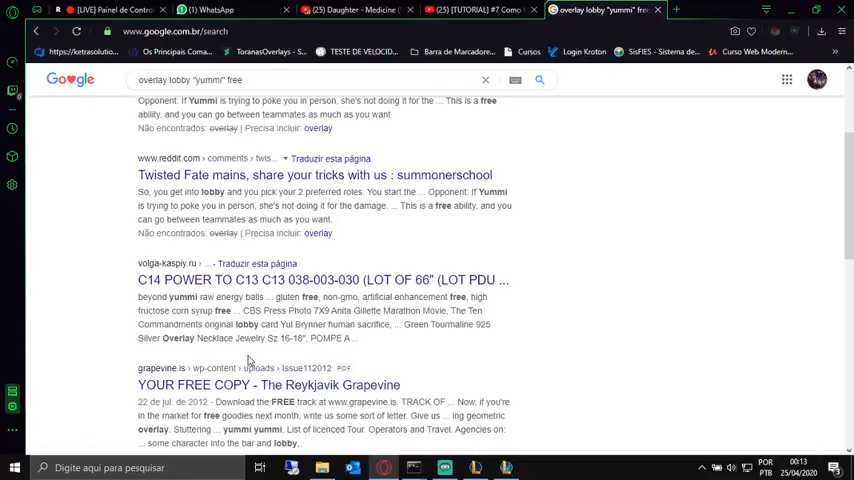 [LIVE] Painel de Control
(1) WhatsApp
(25) Daughter - Medicine (
(25) [TUTORIAL] #7 Como
overlay lobby "yummi" free
www.google.com.br/search
https://ketrasolution...
Os Principais Coma...
ToranasOverlays - S...
TESTE DE VELOCID...
Barra de Marcadore...
Cursos
Login Kroton
SisFIES - Sistema de...
Curso Web Modern...
overlay lobby "yummi" free
Opponent: If Yummi is trying to poke you in person, she's not doing it for the ... This is a free
ability, and you can go between teammates as much as you want.
Não encontrados: overlay | Precisa incluir: overlay
www.reddit.com › comments › twis... Traduzir esta página
Twisted Fate mains, share your tricks with us : summonerschool
So, you get into lobby and you pick your 2 preferred roles. You start the ... Opponent: If Yummi
is trying to poke you in person, she's not doing it for the damage. ... This is a free ability, and you
can go between teammates as much as you want.
Não encontrados: overlay | Precisa incluir: overlay
volga-kaspiy.ru › ... - Traduzir esta página
C14 POWER TO C13 C13 038-003-030 (LOT OF 66" (LOT PDU ...
beyond yummi raw energy balls ... gluten free, non-gmo, artificial enhancement free, high
fructose corn syrup free ... CBS Press Photo 7X9 Anita Gillette Marathon Movie, The Ten
Commandments original lobby card Yul Brynner human sacrifice, ... Green Tourmaline 925
Silver Overlay Necklace Jewelry Sz 16-18", POMPE A ...
grapevine.is › wp-content › uploads › Issue112012 PDF
YOUR FREE COPY - The Reykjavik Grapevine
22 de jul. de 2012 - Download the FREE track at www.grapevine.is. TRACK OF ... Now, if you're
in the market for free goodies next month, write us some sort of letter. Give us ... ing geometric
overlay. Stuttering ... yummi yummi. List of licenced Tour. Operators and Travel. Agencies on:
... some character into the bar and lobby,.
Digite aqui para pesquisar
POR
PTB
00:13
25/04/2020
3